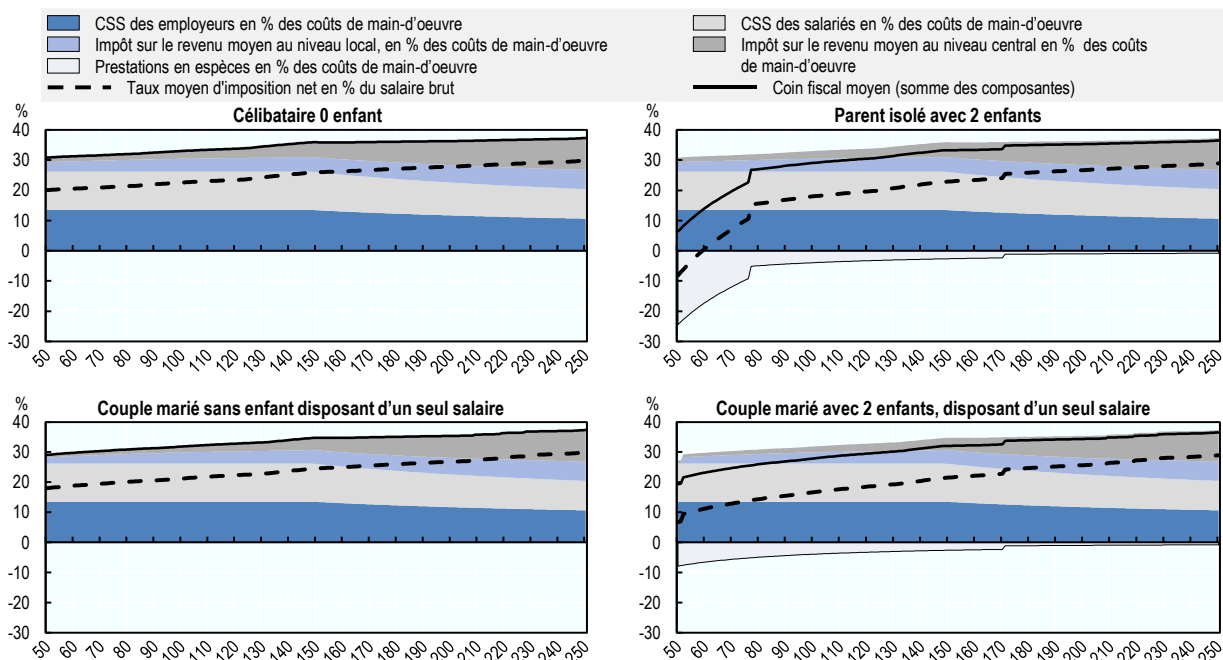 CSS des employeurs en % des coûts de main-d'oeuvre
Impôt sur le revenu moyen au niveau local, en % des coûts de main-d'oeuvre
Prestations en espèces en % des coûts de main-d'oeuvre
Taux moyen d'imposition net en % du salaire brut
CSS des salariés en % des coûts de main-d'oeuvre
Impôt sur le revenu moyen au niveau central en % des coûts
de main-d'oeuvre
Coin fiscal moyen (somme des composantes)
%
Célibataire 0 enfant
40
30
20
10
0
-10
-20
-30
50 60 70 80 90 100 110 120 130 140 150 160 170 180 190 200 210 220 230 240 250
%
Parent isolé avec 2 enfants
40
30
20
10
0
-10
-20
-30
50 60 70 80 90 100 110 120 130 140 150 160 170 180 190 200 210 220 230 240 250
%
Couple marié sans enfant disposant d'un seul salaire
40
30
20
10
0
-10
-20
-30
50 60 70 80 90 100 110 120 130 140 150 160 170 180 190 200 210 220 230 240 250
%
Couple marié avec 2 enfants, disposant d'un seul salaire
40
30
20
10
0
-10
-20
-30
50 60 70 80 90 100 110 120 130 140 150 160 170 180 190 200 210 220 230 240 250